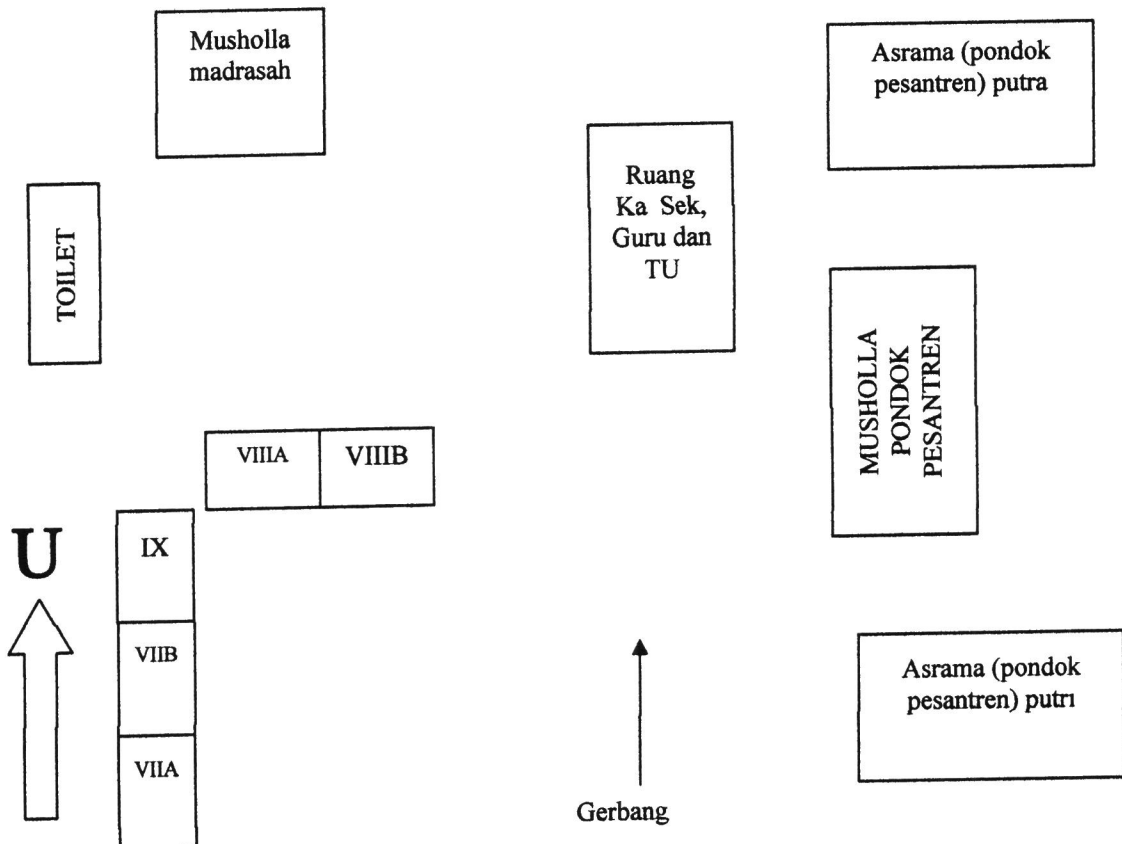 Musholla
madrasah
Asrama (pondok
pesantren) putra
Ruang
Ka Sek,
Guru dan
TU
TOILET
MUSHOLLA
PONDOK
PESANTREN
VIIIA
VIIIB
U
IX
VIIB
VIIA
Asrama (pondok
pesantren) putri
Gerbang